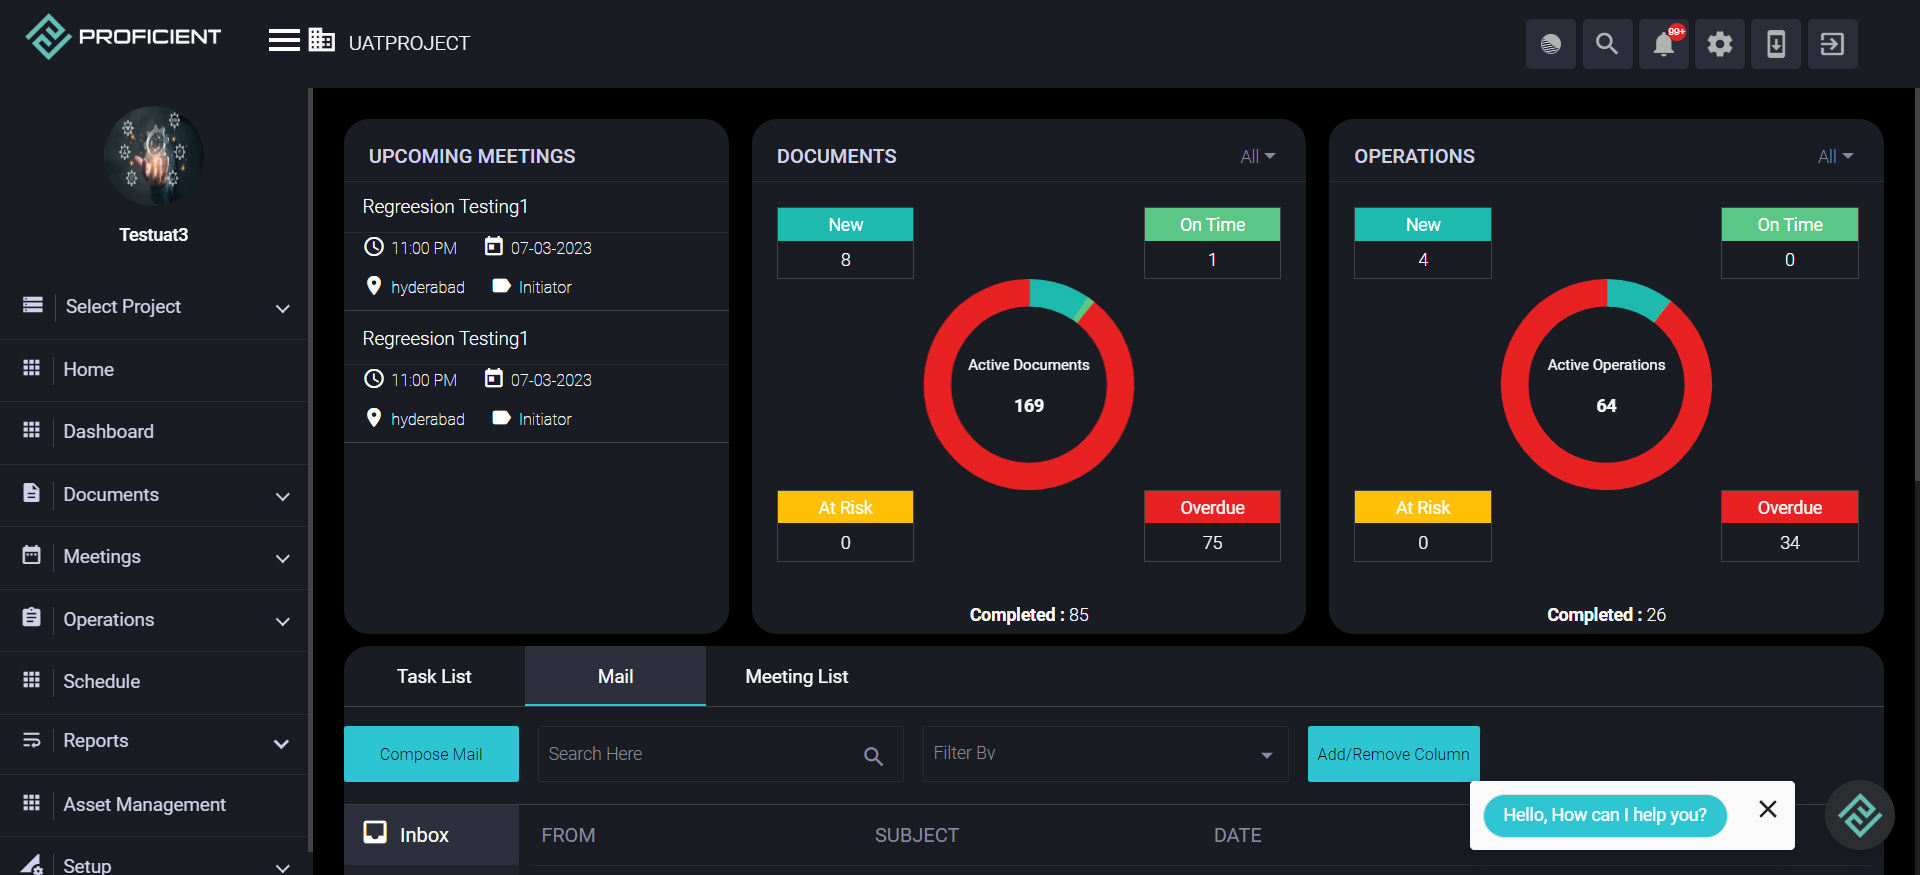 PROFICIENT
UATPROJECT
99+
Testuat3
Select Project
Home
Dashboard
Documents
Meetings
Operations
Schedule
Reports
Asset Management
Setup
UPCOMING MEETINGS
Regreesion Testing1
11:00 PM 07-03-2023
hyderabad Initiator
Regreesion Testing1
11:00 PM 07-03-2023
hyderabad Initiator
DOCUMENTS All
New
8
On Time
1
Active Documents
169
At Risk
0
Overdue
75
Completed : 85
OPERATIONS All
New
4
On Time
0
Active Operations
64
At Risk
0
Overdue
34
Completed : 26
Task List Mail Meeting List
Compose Mail Search Here Filter By Add/Remove Column
Inbox FROM SUBJECT DATE
Hello, How can I help you?